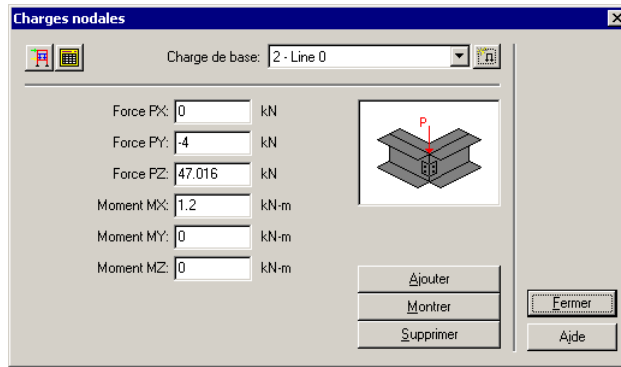 Charges nodales
Charge de base: 2 - Line 0
Force PX: 0 kN
Force PY: -4 kN
Force PZ: 47.016 kN
Moment MX: 1.2 kN-m
Moment MY: 0 kN-m
Moment MZ: 0 kN-m
P
Ajouter
Montrer
Supprimer
Fermer
Aide